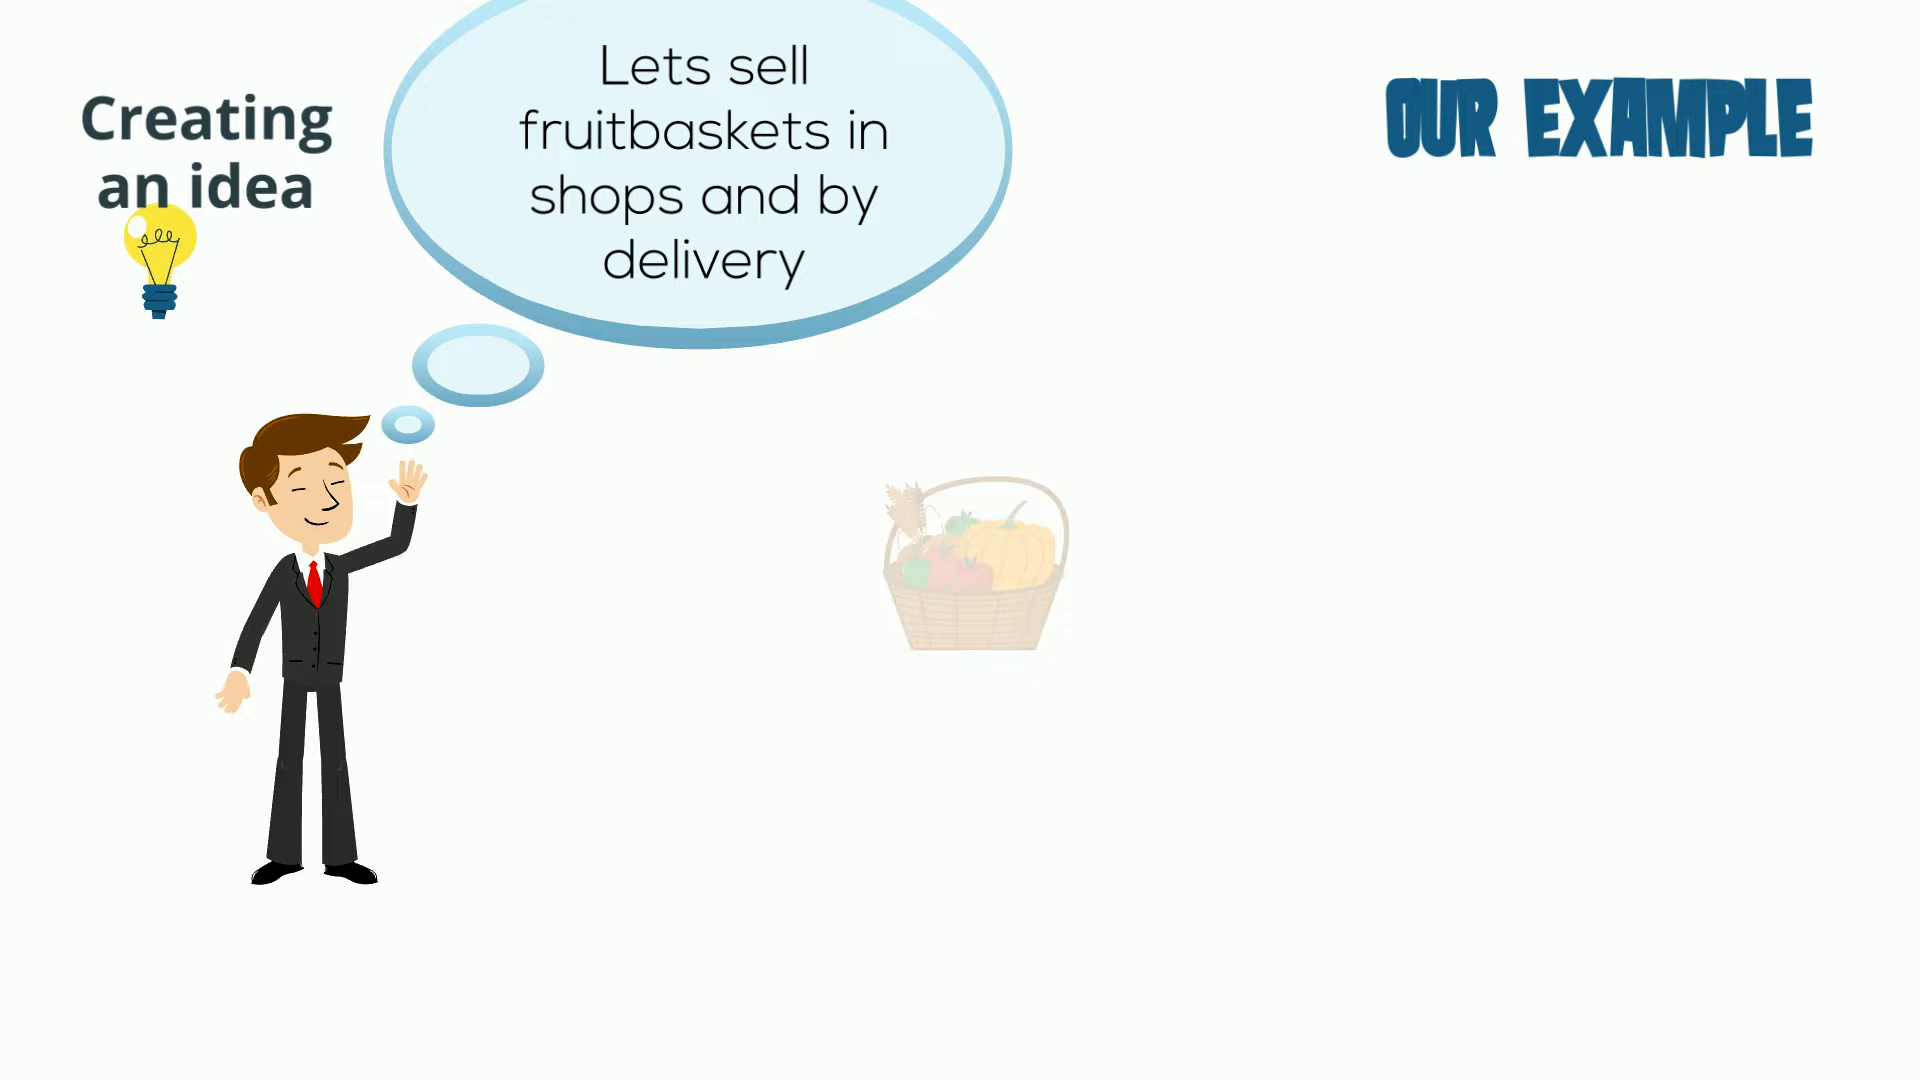 Creating
an idea
Lets sell
fruitbaskets in
shops and by
delivery
OUR EXAMPLE